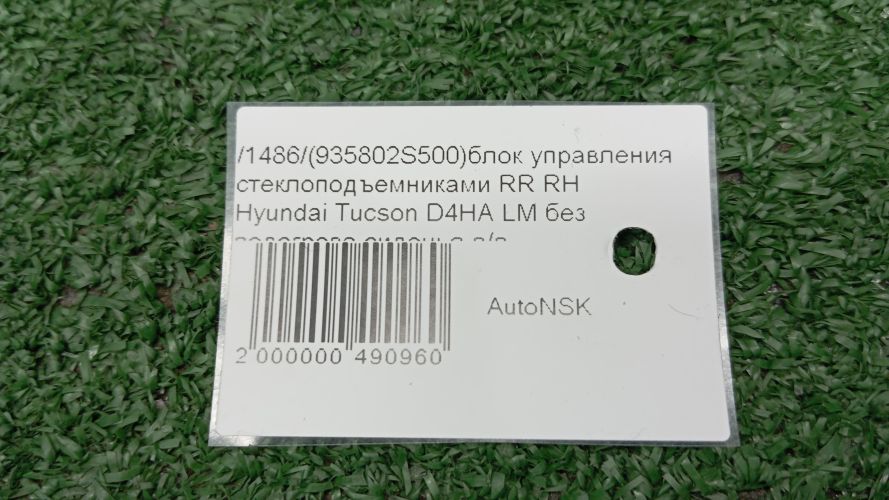 /1486/(935802S500)блок управления
стеклоподъемниками RR RH
Hyundai Tucson D4HA LM без
AutoNSK
2 000000 490960